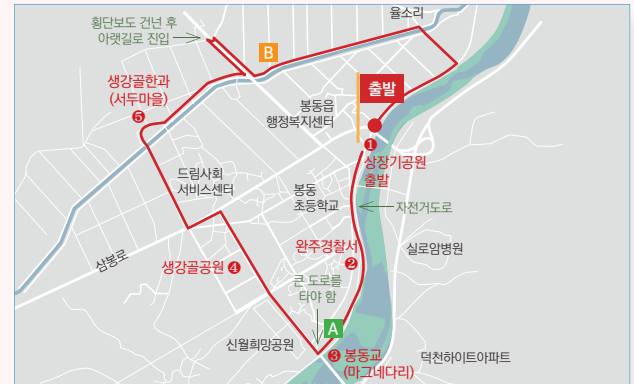 율소리
횡단보도 건넌 후
아랫길로 진입
B
생강골한과
(서두마을)
❺
출발
봉동읍
행정복지센터
❶
상장기공원
출발
드림사회
서비스센터
봉동
초등학교
자전거도로
삼봉로
생강골공원 ❹
완주경찰서
❷
실로암병원
큰 도로를
타야 함
A
신월희망공원
❸ 봉동교
(마그네다리)
덕천하이트아파트